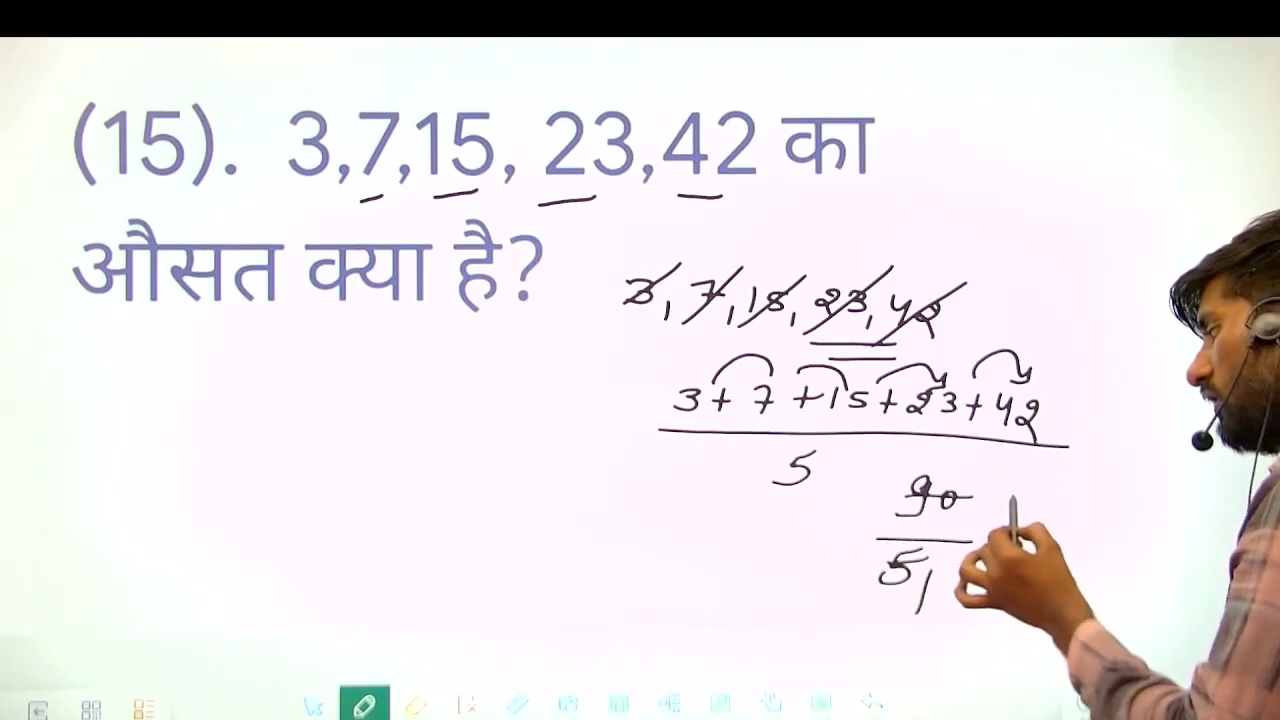 (15). 3,7,15, 23,42 का
औसत क्या है?
3, 7, 15, 23, 42
3+7+15+23+42
5
90
5 1